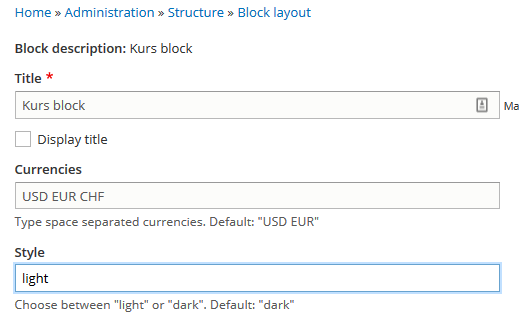 Home » Administration » Structure » Block layout
Block description: Kurs block
Title *
Kurs block
Ma
Display title
Currencies
USD EUR CHF
Type space separated currencies. Default: "USD EUR"
Style
light
Choose between "light" or "dark". Default: "dark"